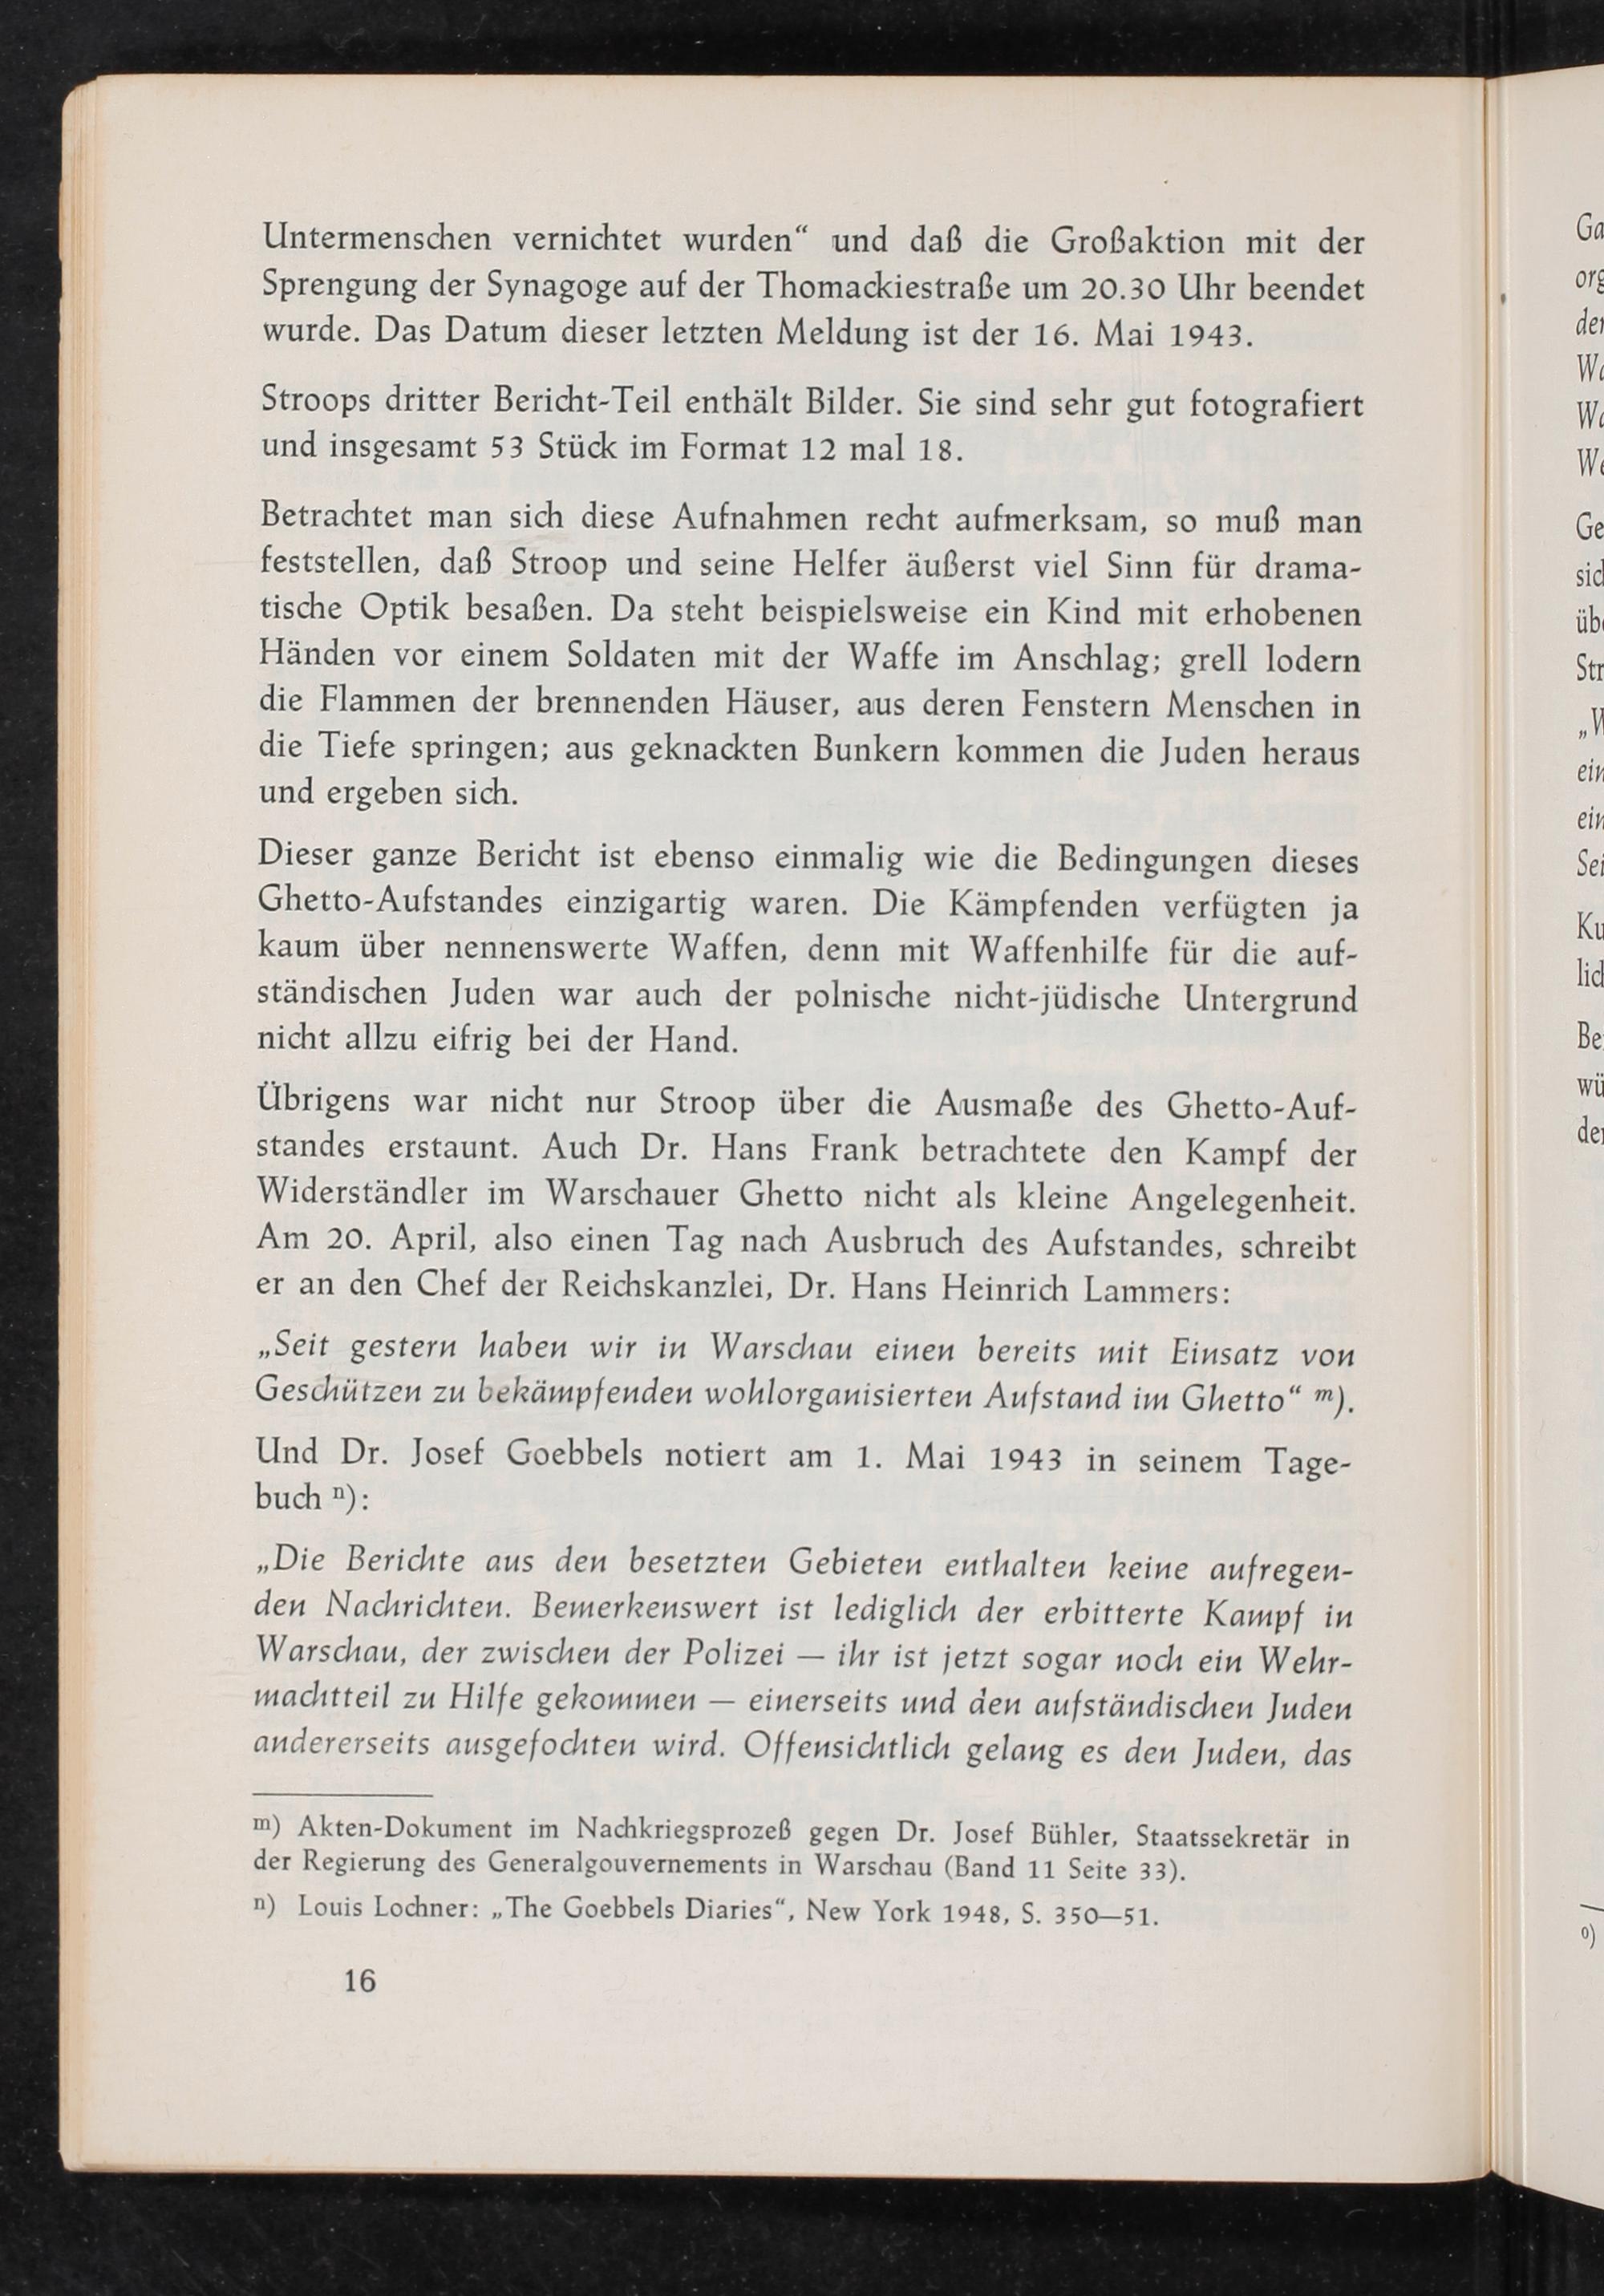 Untermenschen vernichtet wurden“ und daß die Großaktion mit der
Sprengung der Synagoge auf der Thomackiestraße um 20.30 Uhr beendet
wurde. Das Datum dieser letzten Meldung ist der 16. Mai 1943.
Stroops dritter Bericht-Teil enthält Bilder. Sie sind sehr gut fotografiert
und insgesamt 53 Stück im Format 12 mal 18.
Betrachtet man sich diese Aufnahmen recht aufmerksam, so muß man
feststellen, daß Stroop und seine Helfer äußerst viel Sinn für drama-
tische Optik besaßen. Da steht beispielsweise ein Kind mit erhobenen
Händen vor einem Soldaten mit der Waffe im Anschlag; grell lodern
die Flammen der brennenden Häuser, aus deren Fenstern Menschen in
die Tiefe springen; aus geknackten Bunkern kommen die Juden heraus
und ergeben sich.
Dieser ganze Bericht ist ebenso einmalig wie die Bedingungen dieses
Ghetto-Aufstandes einzigartig waren. Die Kämpfenden verfügten ja
kaum über nennenswerte Waffen, denn mit Waffenhilfe für die auf-
ständischen Juden war auch der polnische nicht-jüdische Untergrund
nicht allzu eifrig bei der Hand.
Übrigens war nicht nur Stroop über die Ausmaße des Ghetto-Auf-
standes erstaunt. Auch Dr. Hans Frank betrachtete den Kampf der
Widerständler im Warschauer Ghetto nicht als kleine Angelegenheit.
Am 20. April, also einen Tag nach Ausbruch des Aufstandes, schreibt
er an den Chef der Reichskanzlei, Dr. Hans Heinrich Lammers:
„Seit gestern haben wir in Warschau einen bereits mit Einsatz von
Geschützen zu bekämpfenden wohlorganisierten Aufstand im Ghetto“ m).
Und Dr. Josef Goebbels notiert am 1. Mai 1943 in seinem Tage-
buch n):
„Die Berichte aus den besetzten Gebieten enthalten keine aufregen-
den Nachrichten. Bemerkenswert ist lediglich der erbitterte Kampf in
Warschau, der zwischen der Polizei — ihr ist jetzt sogar noch ein Wehr-
machtteil zu Hilfe gekommen — einerseits und den aufständischen Juden
andererseits ausgefochten wird. Offensichtlich gelang es den Juden, das
m) Akten-Dokument im Nachkriegsprozeß gegen Dr. Josef Bühler, Staatssekretär in
der Regierung des Generalgouvernements in Warschau (Band 11 Seite 33).
n) Louis Lochner: „The Goebbels Diaries“, New York 1948, S. 350—51.
16